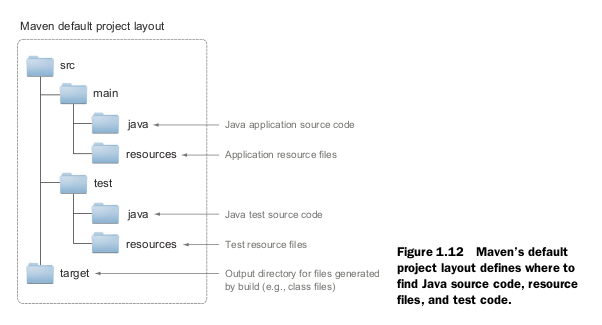 Maven default project layout
src
main
java
Java application source code
resources
Application resource files
test
java
Java test source code
resources
Test resource files
target
Output directory for files generated
by build (e.g., class files)
Figure 1.12 Maven’s default
project layout defines where to
find Java source code, resource
files, and test code.